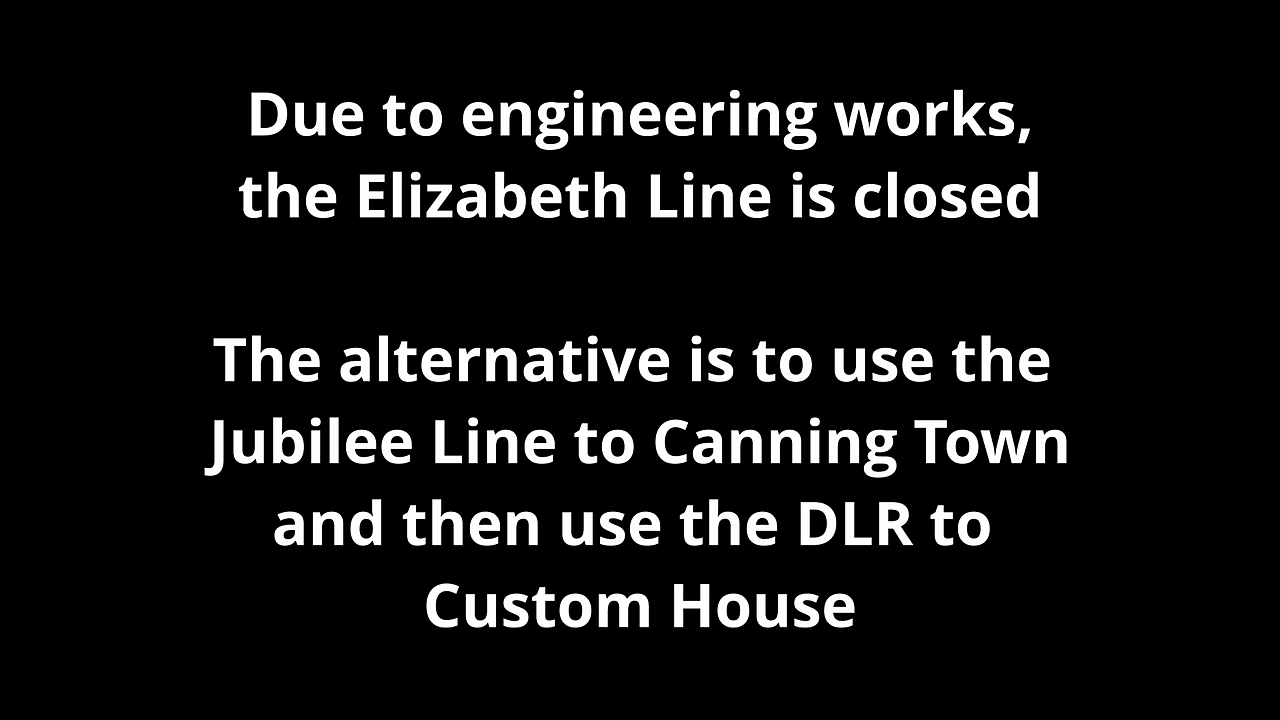 Due to engineering works,
the Elizabeth Line is closed
The alternative is to use the
Jubilee Line to Canning Town
and then use the DLR to
Custom House